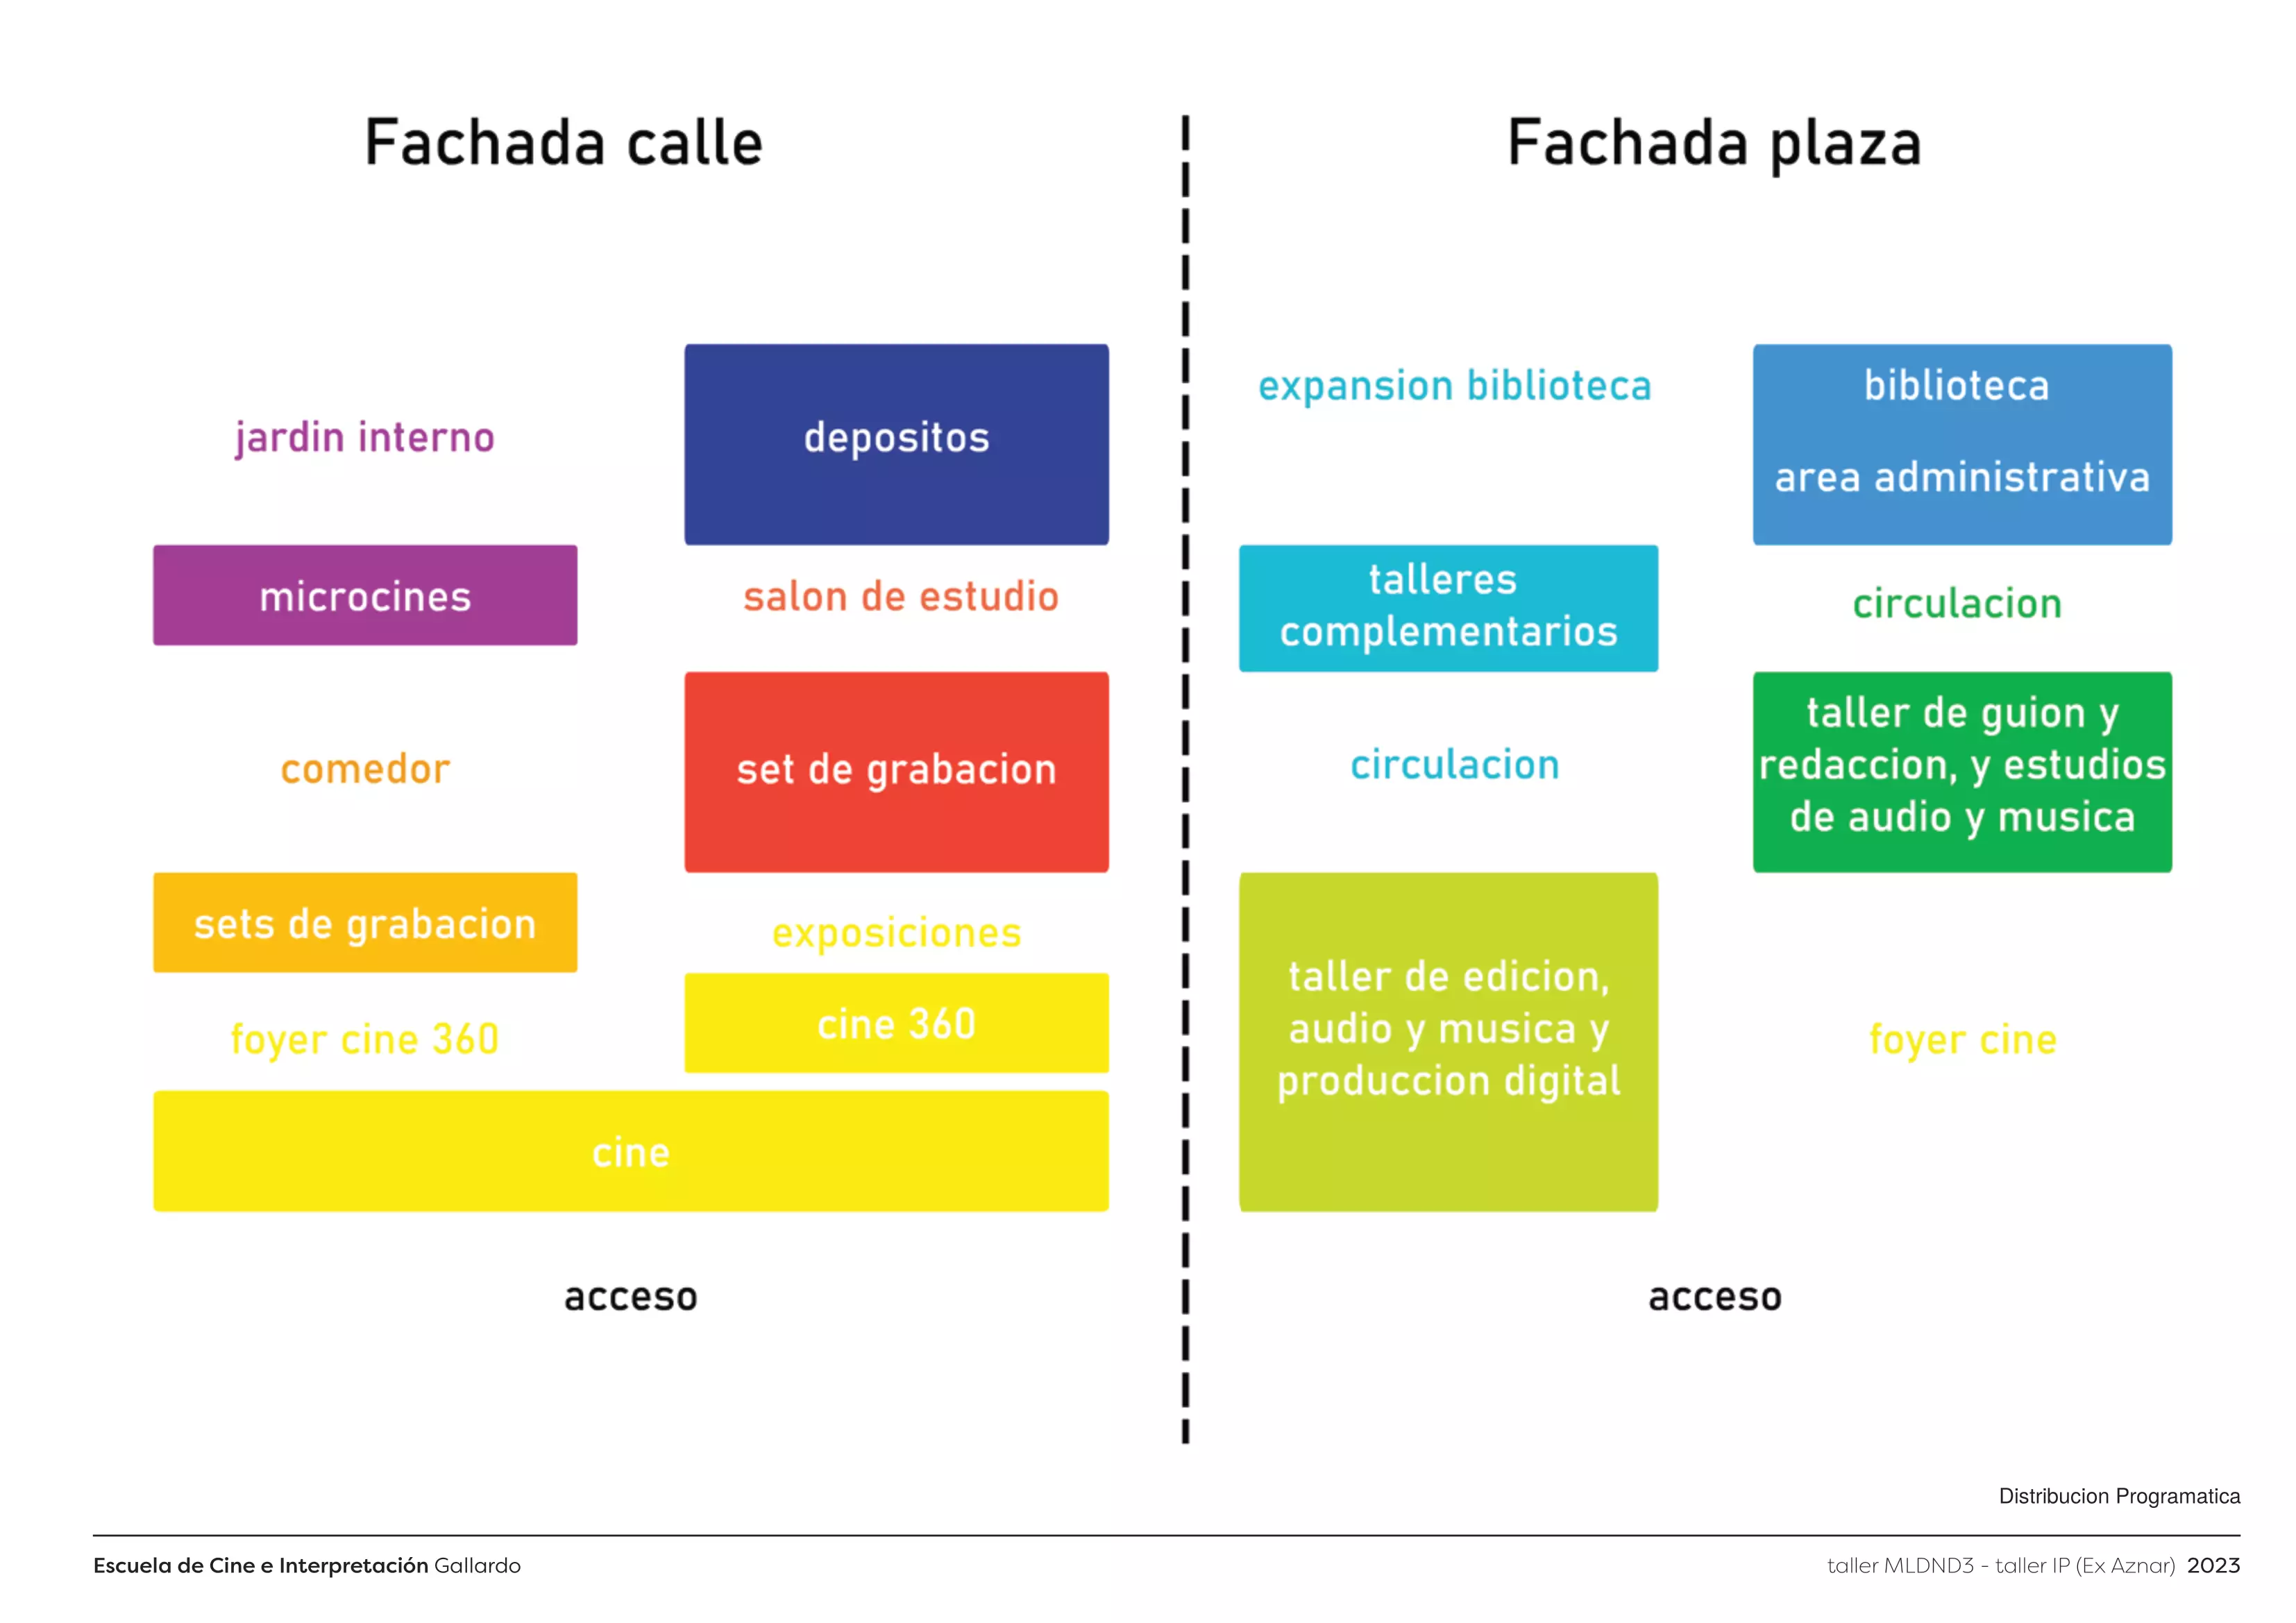 Fachada calle
jardin interno
depositos
microcines
salon de estudio
comedor
set de grabacion
sets de grabacion
exposiciones
foyer cine 360
cine 360
cine
acceso
Fachada plaza
expansion biblioteca
biblioteca
area administrativa
talleres
complementarios
circulacion
circulacion
taller de guion y
redaccion, y estudios
de audio y musica
taller de edicion,
audio y musica y
produccion digital
foyer cine
acceso
Distribucion Programatica
Escuela de Cine e Interpretación Gallardo
taller MLDND3 - taller IP (Ex Aznar) 2023